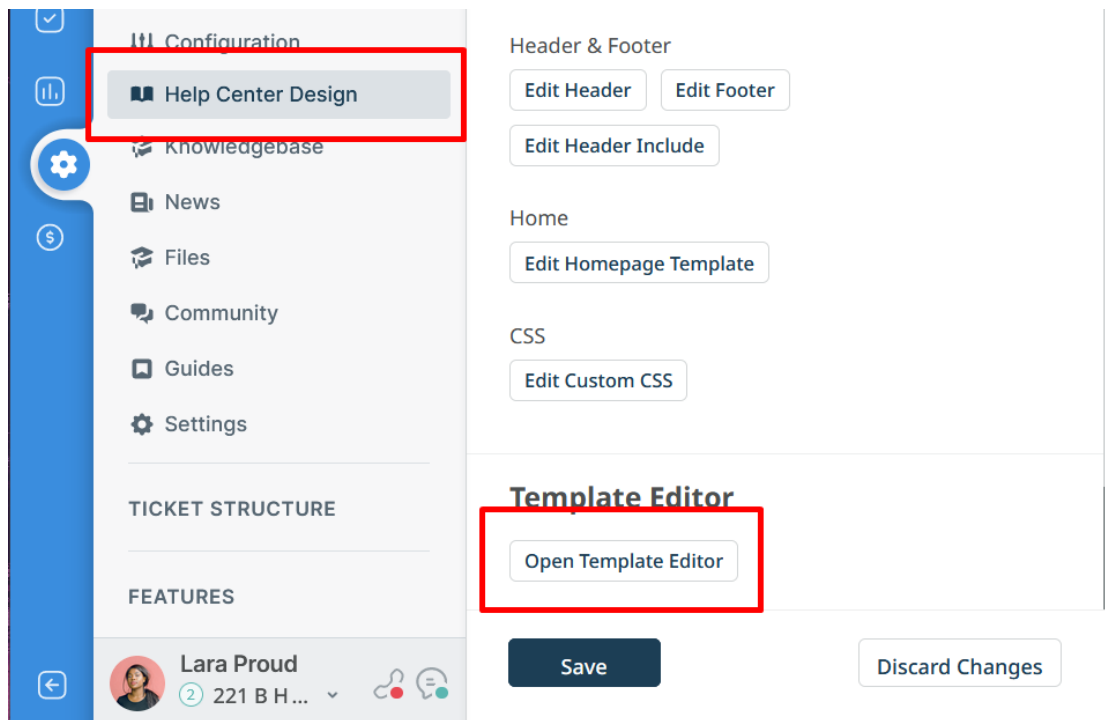 Configuration
Help Center Design
Knowledgebase
News
Files
Community
Guides
Settings
TICKET STRUCTURE
FEATURES
Lara Proud
2 221 B H ...
Header & Footer
Edit Header Edit Footer
Edit Header Include
Home
Edit Homepage Template
CSS
Edit Custom CSS
Template Editor
Open Template Editor
Save Discard Changes